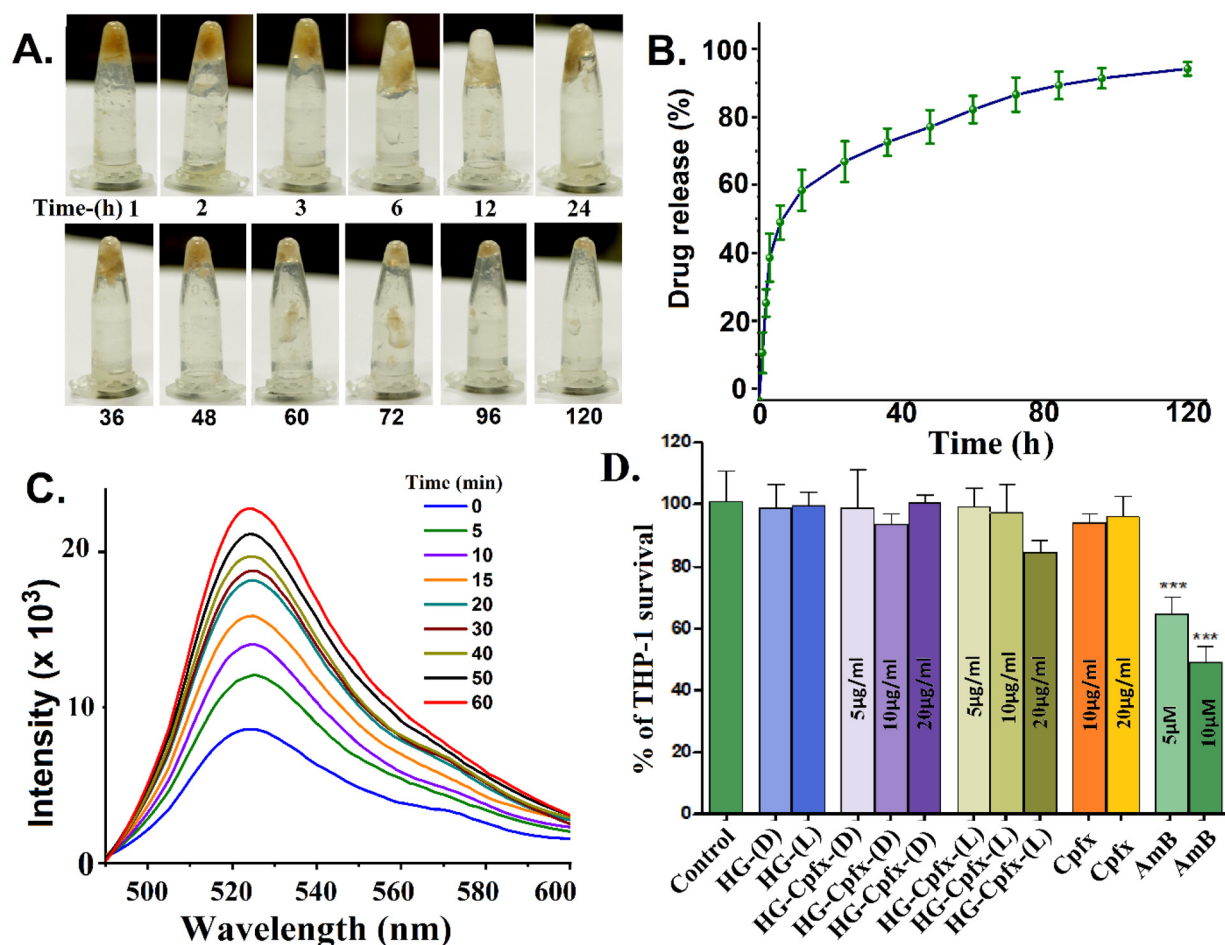 A.
Time-(h) 1 2 3 6 12 24
36 48 60 72 96 120
B.
Drug release (%)
100
80
60
40
20
0
0 40 80 120
Time (h)
C.
Intensity (x 10³)
20
10
0
500 520 540 560 580 600
Wavelength (nm)
Time (min)
0
5
10
15
20
30
40
50
60
D.
% of THP-1 survival
120
100
80
60
40
20
0
5µg/ml
10µg/ml
20µg/ml
5µg/ml
10µg/ml
20µg/ml
10µg/ml
20µg/ml
***
5µM
***
10µM
Control
HG-(D)
HG-(L)
HG-Cpfx-(D)
HG-Cpfx-(D)
HG-Cpfx-(D)
HG-Cpfx-(L)
HG-Cpfx-(L)
HG-Cpfx-(L)
Cpfx
Cpfx
AmB
AmB